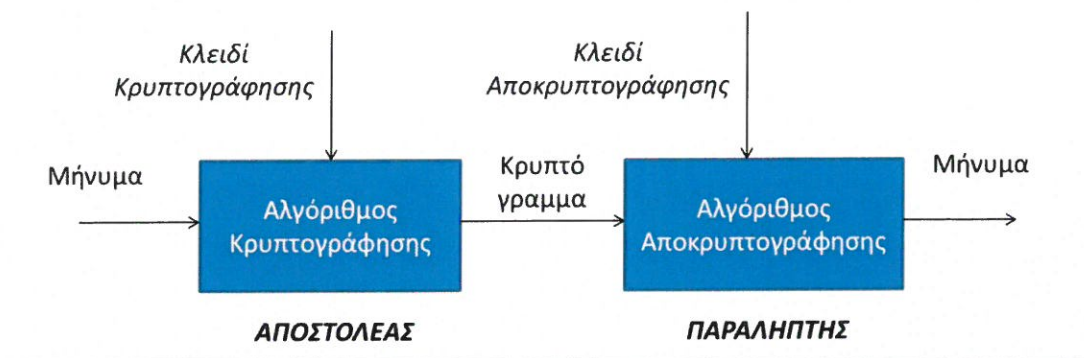 Κλειδί
Κρυπτογράφησης
Κλειδί
Αποκρυπτογράφησης
Μήνυμα
Αλγόριθμος
Κρυπτογράφησης
Κρυπτό
γραμμα
Αλγόριθμος
Αποκρυπτογράφησης
Μήνυμα
ΑΠΟΣΤΟΛΕΑΣ
ΠΑΡΑΛΗΠΤΗΣ